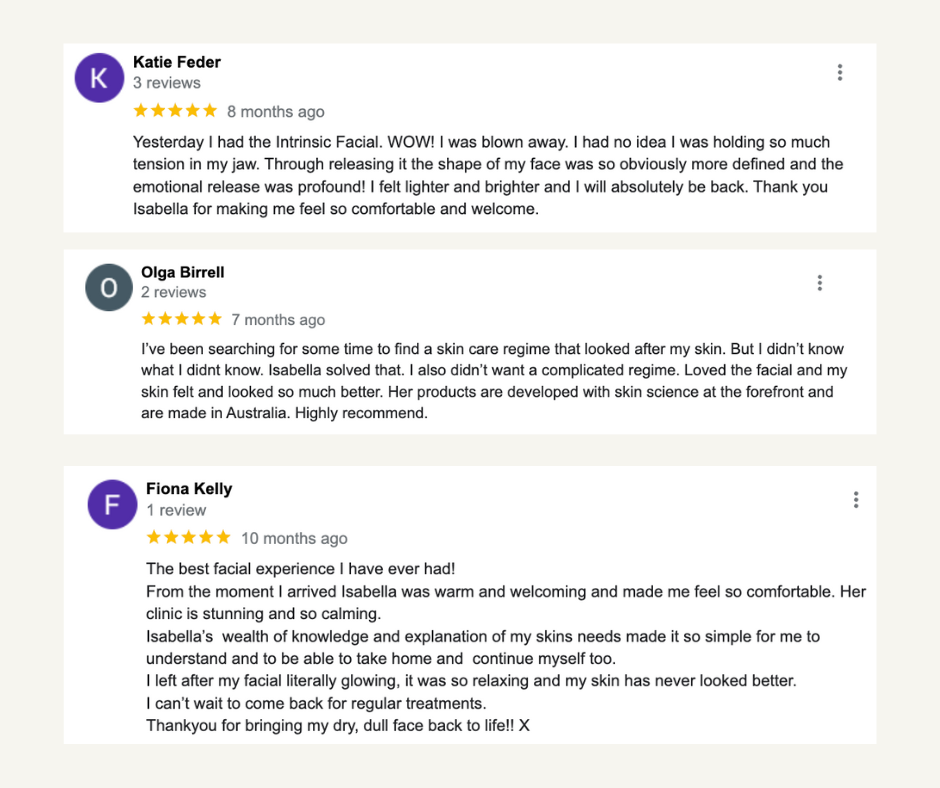 K
Katie Feder
3 reviews
8 months ago
Yesterday I had the Intrinsic Facial. WOW! I was blown away. I had no idea I was holding so much
tension in my jaw. Through releasing it the shape of my face was so obviously more defined and the
emotional release was profound! I felt lighter and brighter and I will absolutely be back. Thank you
Isabella for making me feel so comfortable and welcome.
O
Olga Birrell
2 reviews
7 months ago
I've been searching for some time to find a skin care regime that looked after my skin. But I didn't know
what I didnt know. Isabella solved that. I also didn't want a complicated regime. Loved the facial and my
skin felt and looked so much better. Her products are developed with skin science at the forefront and
are made in Australia. Highly recommend.
F
Fiona Kelly
1 review
10 months ago
The best facial experience I have ever had!
From the moment I arrived Isabella was warm and welcoming and made me feel so comfortable. Her
clinic is stunning and so calming.
Isabella's  wealth of knowledge and explanation of my skins needs made it so simple for me to
understand and to be able to take home and  continue myself too.
I left after my facial literally glowing, it was so relaxing and my skin has never looked better.
I can't wait to come back for regular treatments.
Thankyou for bringing my dry, dull face back to life!! X